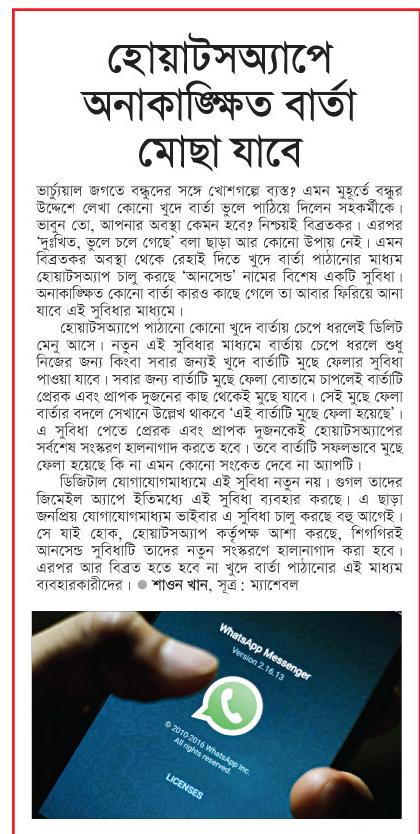 হোয়াটসঅ্যাপে
অনাকাঙ্ক্ষিত বার্তা
মোছা যাবে
ভার্চ্যুয়াল জগতে বন্ধুদের সঙ্গে খোশগল্পে ব্যস্ত? এমন মুহূর্তে বন্ধুর
উদ্দেশে লেখা কোনো খুদে বার্তা ভুলে পাঠিয়ে দিলেন সহকর্মীকে।
ভাবুন তো, আপনার অবস্থা কেমন হবে? নিশ্চয়ই বিব্রতকর। এরপর
‘দুঃখিত, ভুলে চলে গেছে’ বলা ছাড়া আর কোনো উপায় নেই। এমন
বিব্রতকর অবস্থা থেকে রেহাই দিতে খুদে বার্তা পাঠানোর মাধ্যম
হোয়াটসঅ্যাপ চালু করছে ‘আনসেন্ড’ নামের বিশেষ একটি সুবিধা।
অনাকাঙ্ক্ষিত কোনো বার্তা কারও কাছে গেলে তা আবার ফিরিয়ে আনা
যাবে এই সুবিধার মাধ্যমে।
হোয়াটসঅ্যাপে পাঠানো কোনো খুদে বার্তায় চেপে ধরলেই ডিলিট
মেনু আসে। নতুন এই সুবিধার মাধ্যমে বার্তায় চেপে ধরলে শুধু
নিজের জন্য কিংবা সবার জন্যই খুদে বার্তাটি মুছে ফেলার সুবিধা
পাওয়া যাবে। সবার জন্য বার্তাটি মুছে ফেলা বোতামে চাপলেই বার্তাটি
প্রেরক এবং প্রাপক দুজনের কাছ থেকেই মুছে যাবে। সেই মুছে ফেলা
বার্তার বদলে সেখানে উল্লেখ থাকবে ‘এই বার্তাটি মুছে ফেলা হয়েছে’।
এ সুবিধা পেতে প্রেরক এবং প্রাপক দুজনকেই হোয়াটসঅ্যাপের
সর্বশেষ সংস্করণ হালনাগাদ করতে হবে। তবে বার্তাটি সফলভাবে মুছে
ফেলা হয়েছে কি না এমন কোনো সংকেত দেবে না অ্যাপটি।
ডিজিটাল যোগাযোগমাধ্যমে এই সুবিধা নতুন নয়। গুগল তাদের
জিমেইল অ্যাপে ইতিমধ্যে এই সুবিধা ব্যবহার করছে। এ ছাড়া
জনপ্রিয় যোগাযোগমাধ্যম ভাইবার এ সুবিধা চালু করছে বহু আগেই।
সে যাই হোক, হোয়াটসঅ্যাপ কর্তৃপক্ষ আশা করছে, শিগগিরই
আনসেন্ড সুবিধাটি তাদের নতুন সংস্করণে হালানাগাদ করা হবে।
এরপর আর বিব্রত হতে হবে না খুদে বার্তা পাঠানোর এই মাধ্যম
ব্যবহারকারীদের। ● শাওন খান, সূত্র : ম্যাশেবল
WhatsApp Messenger
Version 2.16.13
© 2010-2016 WhatsApp Inc.
All rights reserved.
LICENSES